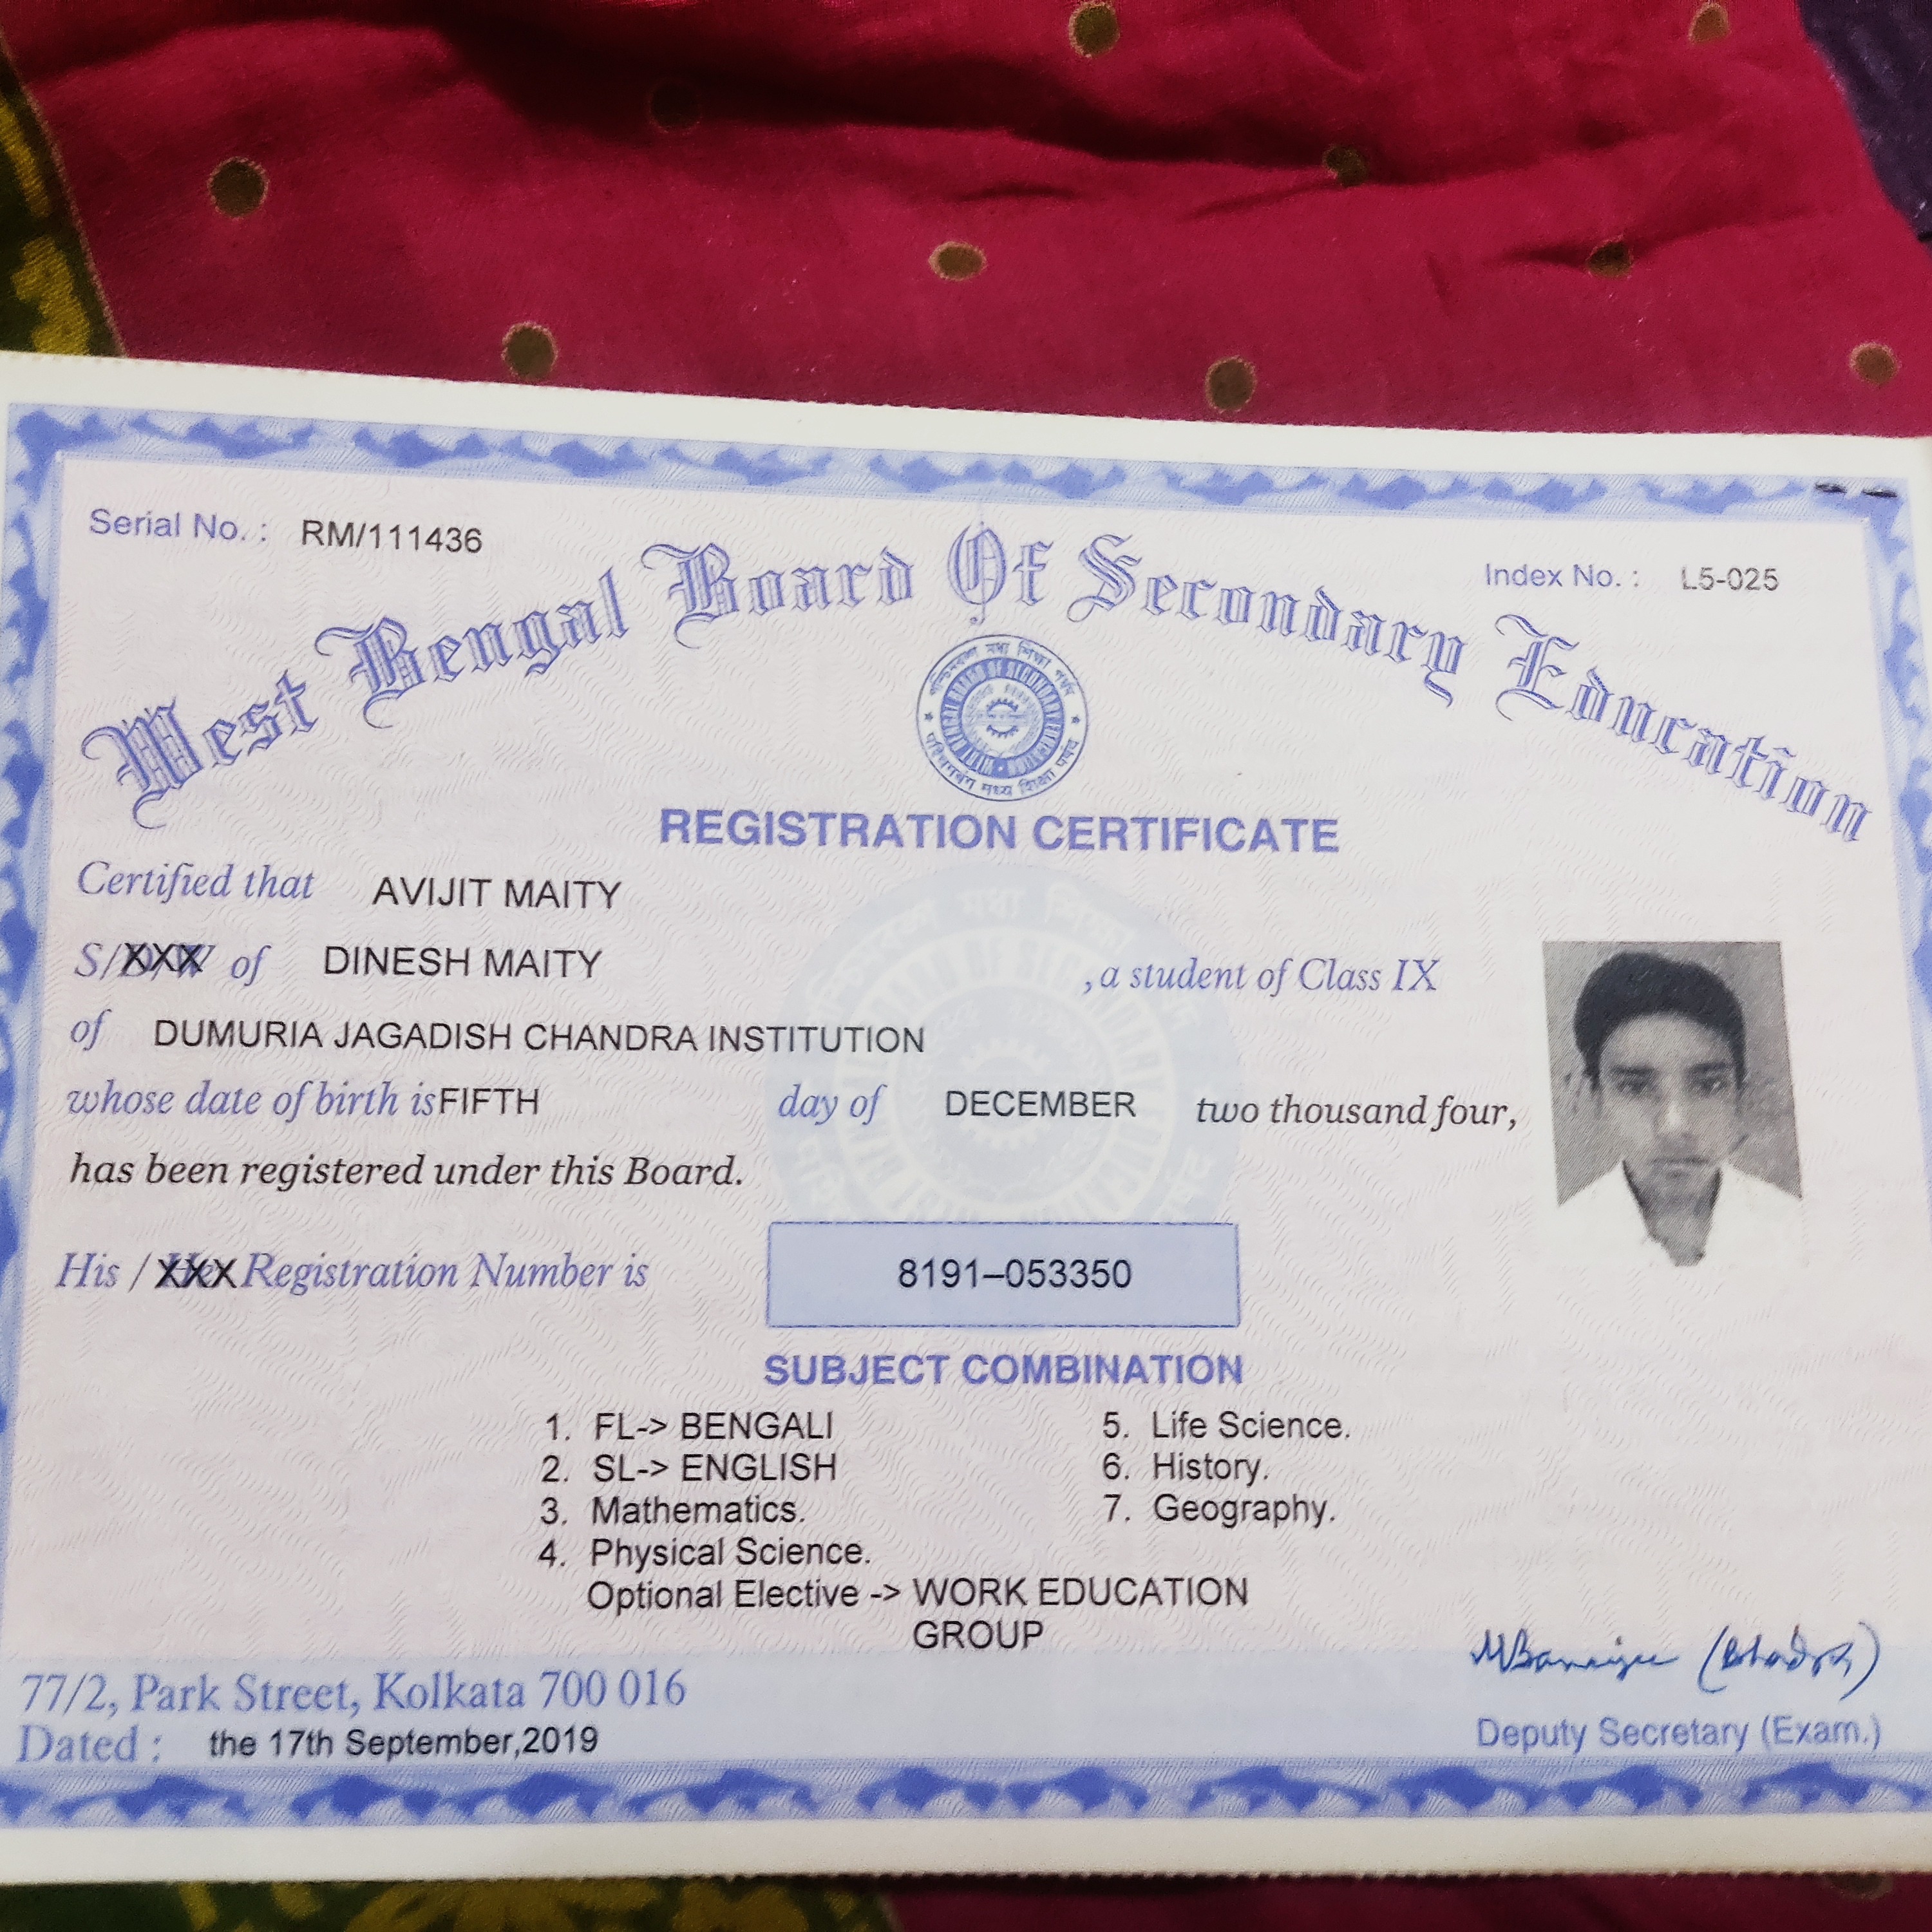 Serial No. : RM/111436
Index No. : L5-025
West Bengal Board Of Secondary Education
REGISTRATION CERTIFICATE
Certified that AVIJIT MAITY
S/D/W of DINESH MAITY , a student of Class IX
of DUMURIA JAGADISH CHANDRA INSTITUTION
whose date of birth is FIFTH day of DECEMBER two thousand four,
has been registered under this Board.
His / Her Registration Number is 8191–053350
SUBJECT COMBINATION
1. FL-> BENGALI
2. SL-> ENGLISH
3. Mathematics.
4. Physical Science.
5. Life Science.
6. History.
7. Geography.
Optional Elective -> WORK EDUCATION
GROUP
77/2, Park Street, Kolkata 700 016
Dated : the 17th September,2019
Deputy Secretary (Exam.)